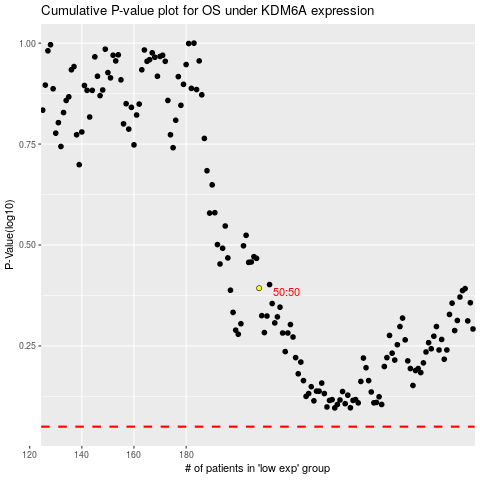 Cumulative P-value plot for OS under KDM6A expression
P-Value(log10)
1.00
0.75
0.50
0.25
50:50
120 140 160 180
# of patients in 'low exp' group